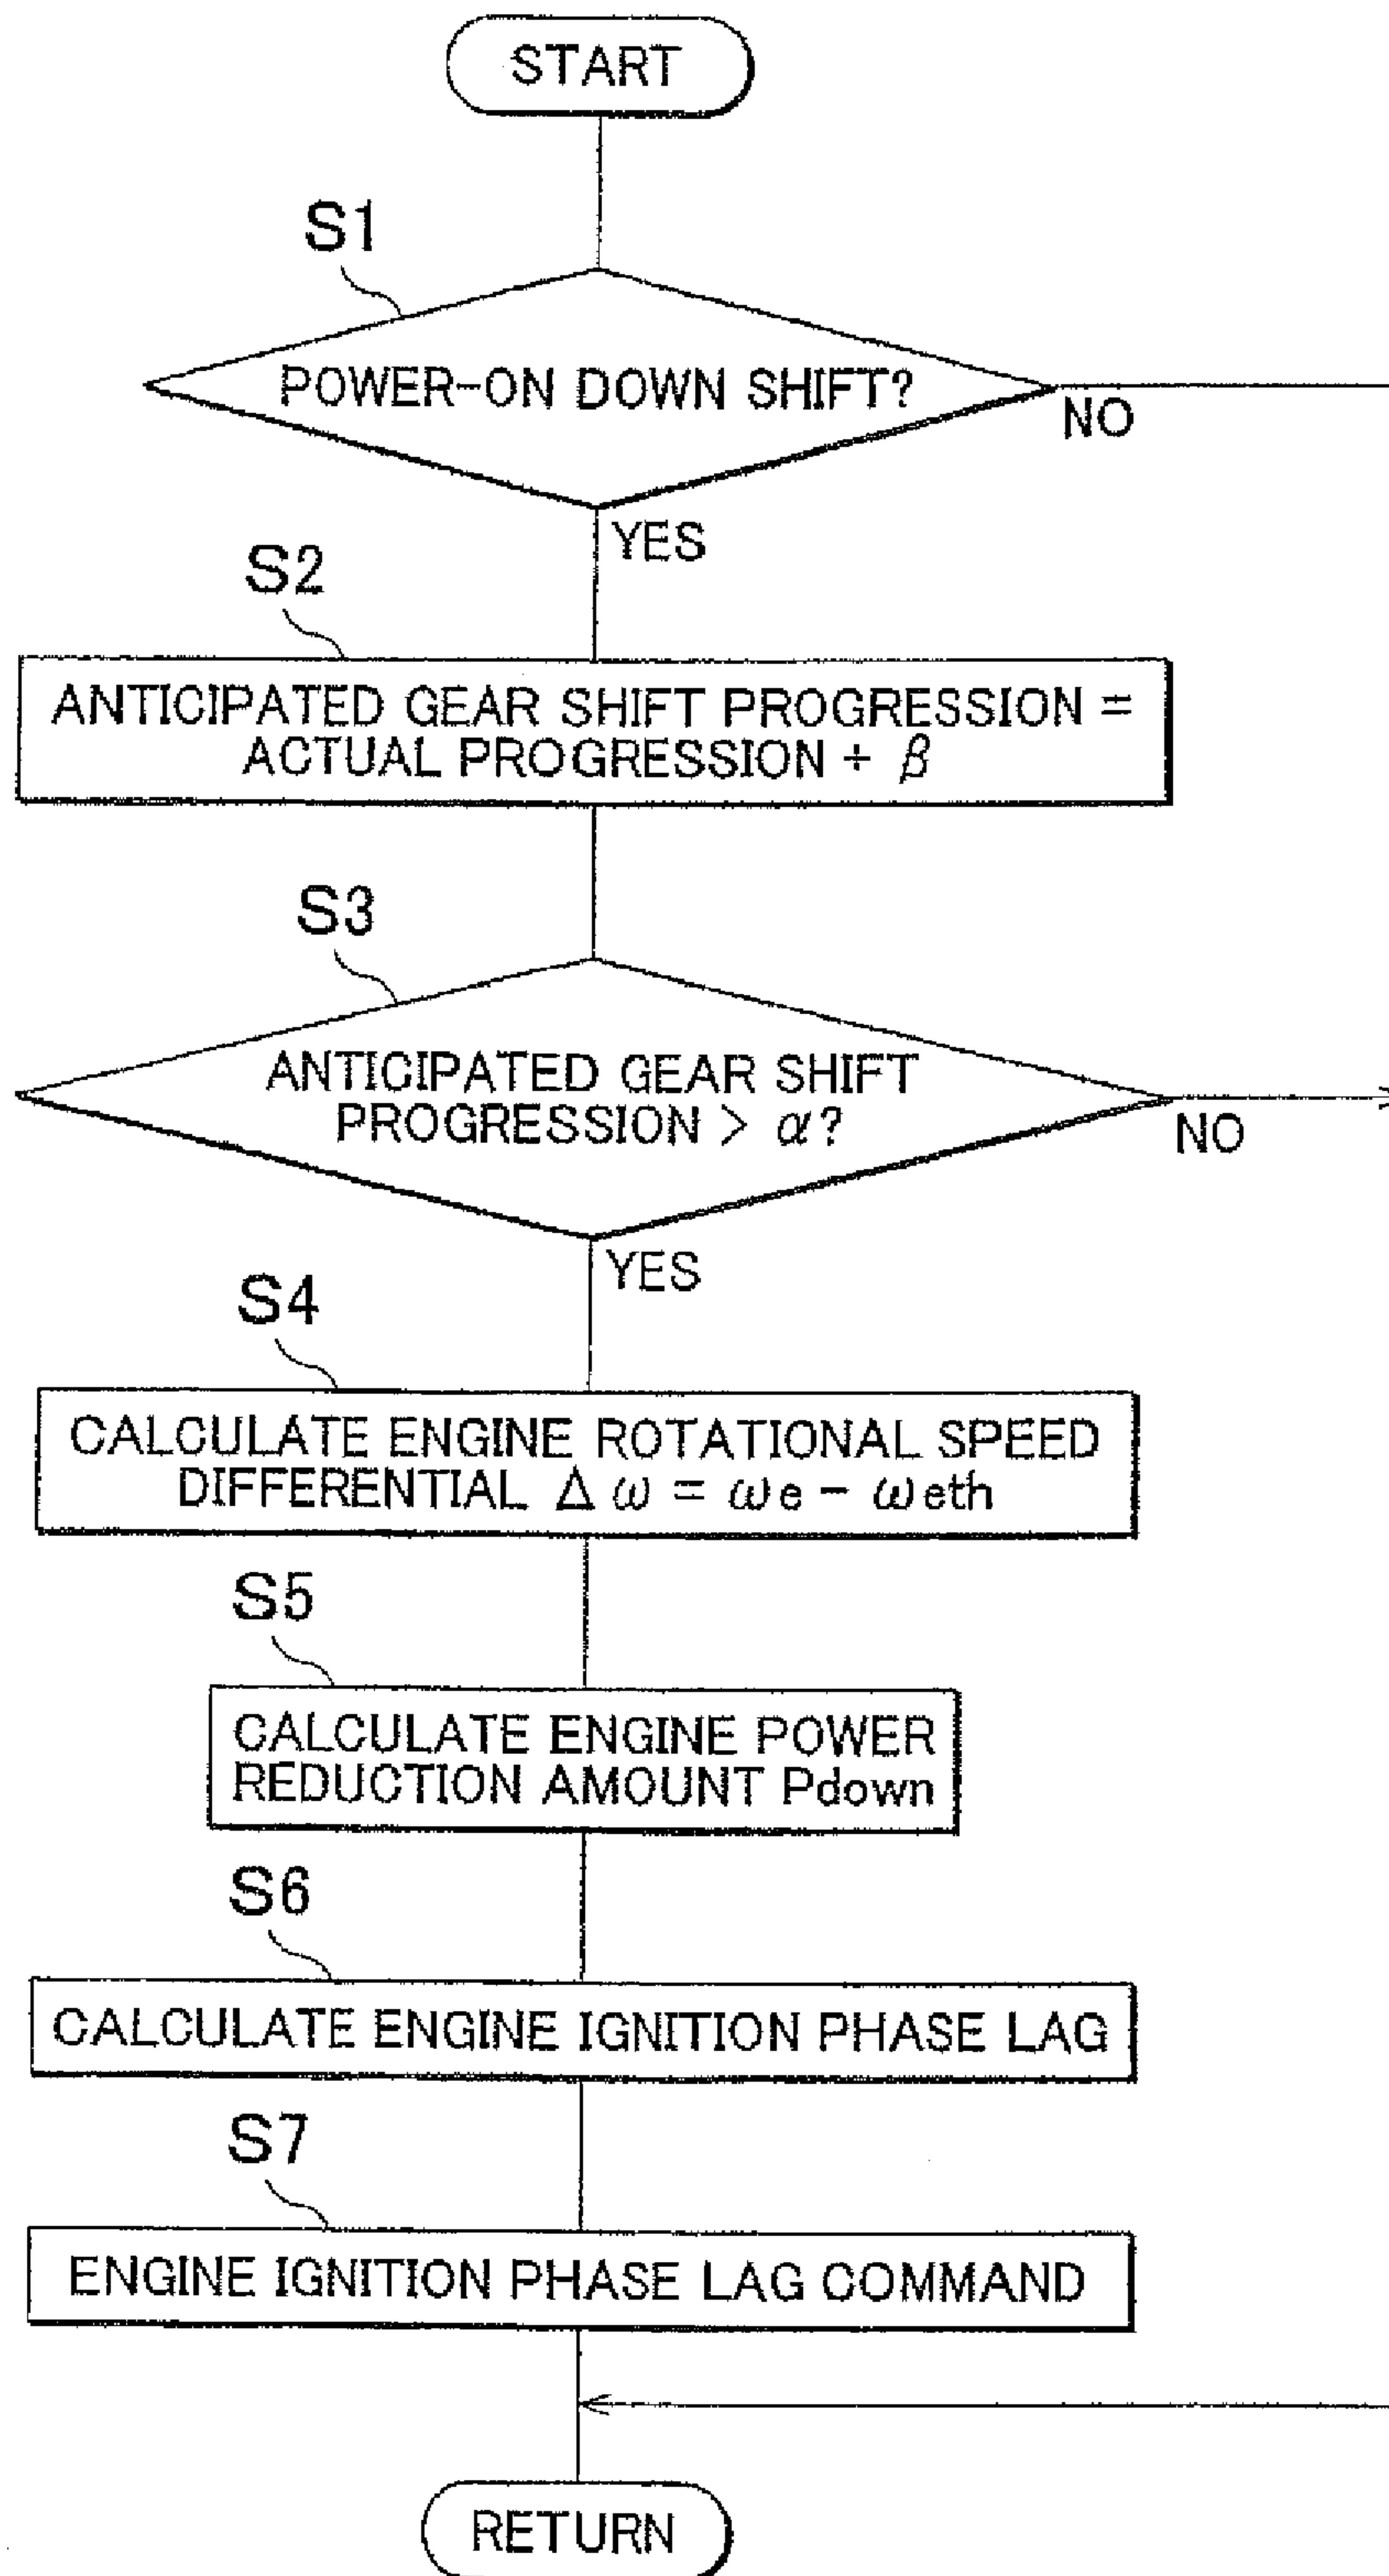 START
S1
POWER-ON DOWN SHIFT?
NO
YES
S2
ANTICIPATED GEAR SHIFT PROGRESSION =
ACTUAL PROGRESSION + β
S3
ANTICIPATED GEAR SHIFT
PROGRESSION > α?
NO
YES
S4
CALCULATE ENGINE ROTATIONAL SPEED
DIFFERENTIAL Δω = ωe - ωeth
S5
CALCULATE ENGINE POWER
REDUCTION AMOUNT Pdown
S6
CALCULATE ENGINE IGNITION PHASE LAG
S7
ENGINE IGNITION PHASE LAG COMMAND
RETURN